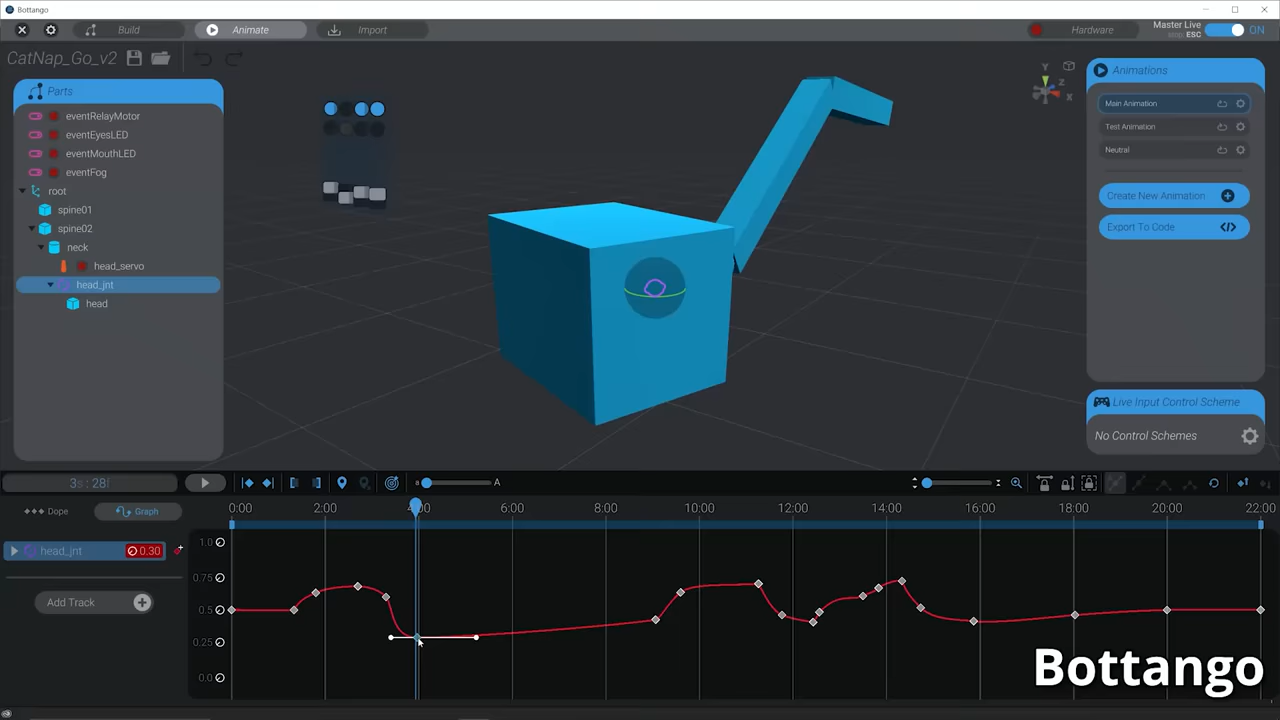 Bottango
Build
Animate
Import
Hardware
Master Live
stop: ESC
ON
CatNap_Go_v2
Parts
eventRelayMotor
eventEyesLED
eventMouthLED
eventFog
root
spine01
spine02
neck
head_servo
head_jnt
head
Y
Z
X
Animations
Main Animation
Test Animation
Neutral
Create New Animation
Export To Code
Live Input Control Scheme
No Control Schemes
3s: 28f
A
Dope
Graph
0:00 2:00 4:00 6:00 8:00 10:00 12:00 14:00 16:00 18:00 20:00 22:00
head_jnt
0.30
Add Track
1.0
0.75
0.5
0.25
0.0
Bottango